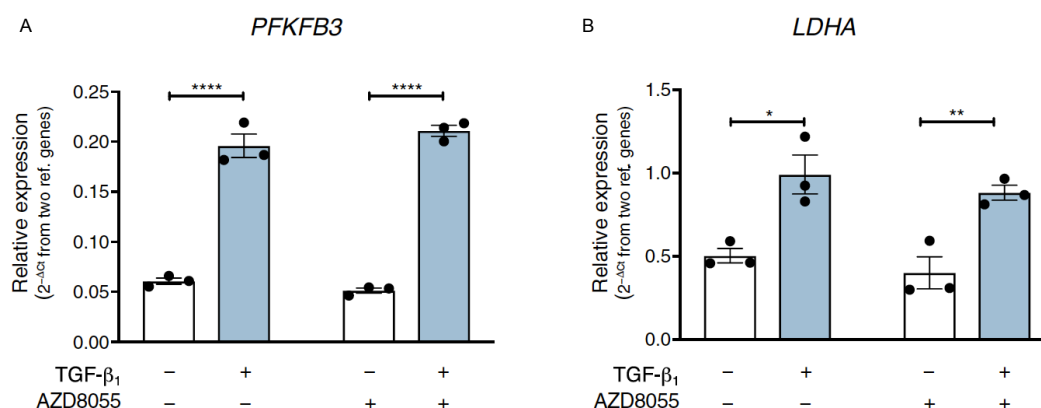 A
PFKFB3
Relative expression
(2⁻ΔCt from two ref. genes)
0.25
0.20
0.15
0.10
0.05
0.00
****
****
TGF-β₁ – + – +
AZD8055 – – + +
B
LDHA
Relative expression
(2⁻ΔCt from two ref. genes)
1.5
1.0
0.5
0.0
*
**
TGF-β₁ – + – +
AZD8055 – – + +